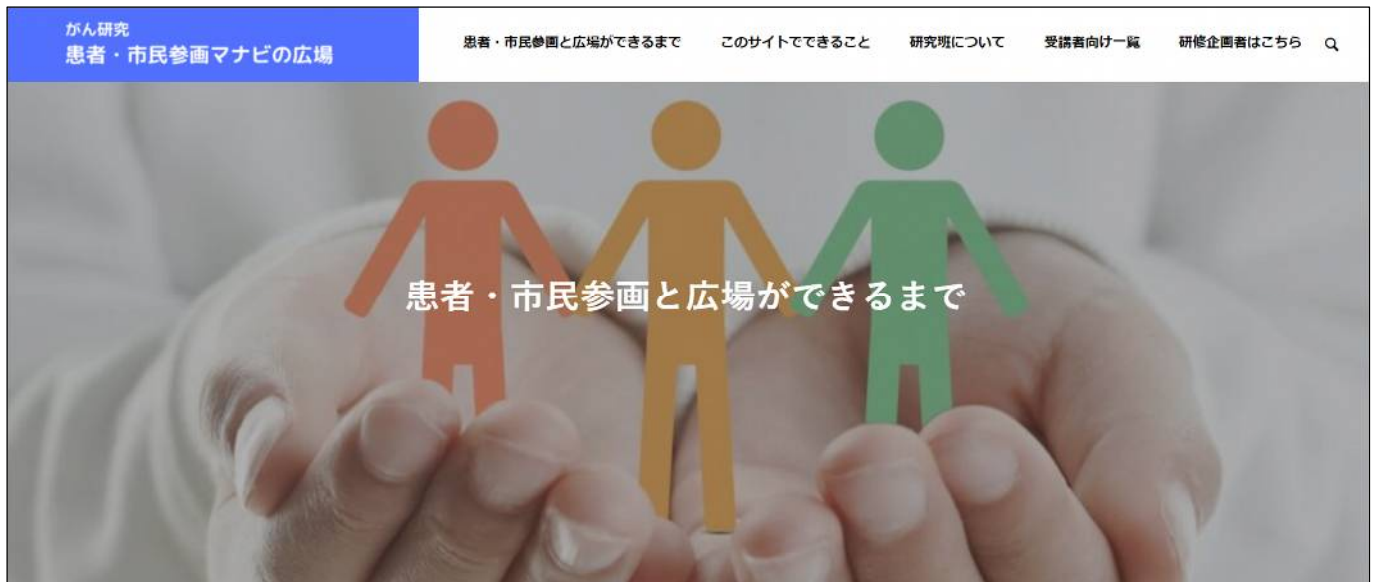 がん研究
患者・市民参画マナビの広場
患者・市民参画と広場ができるまで
このサイトでできること
研究班について
受講者向け一覧
研修企画者はこちら
患者・市民参画と広場ができるまで